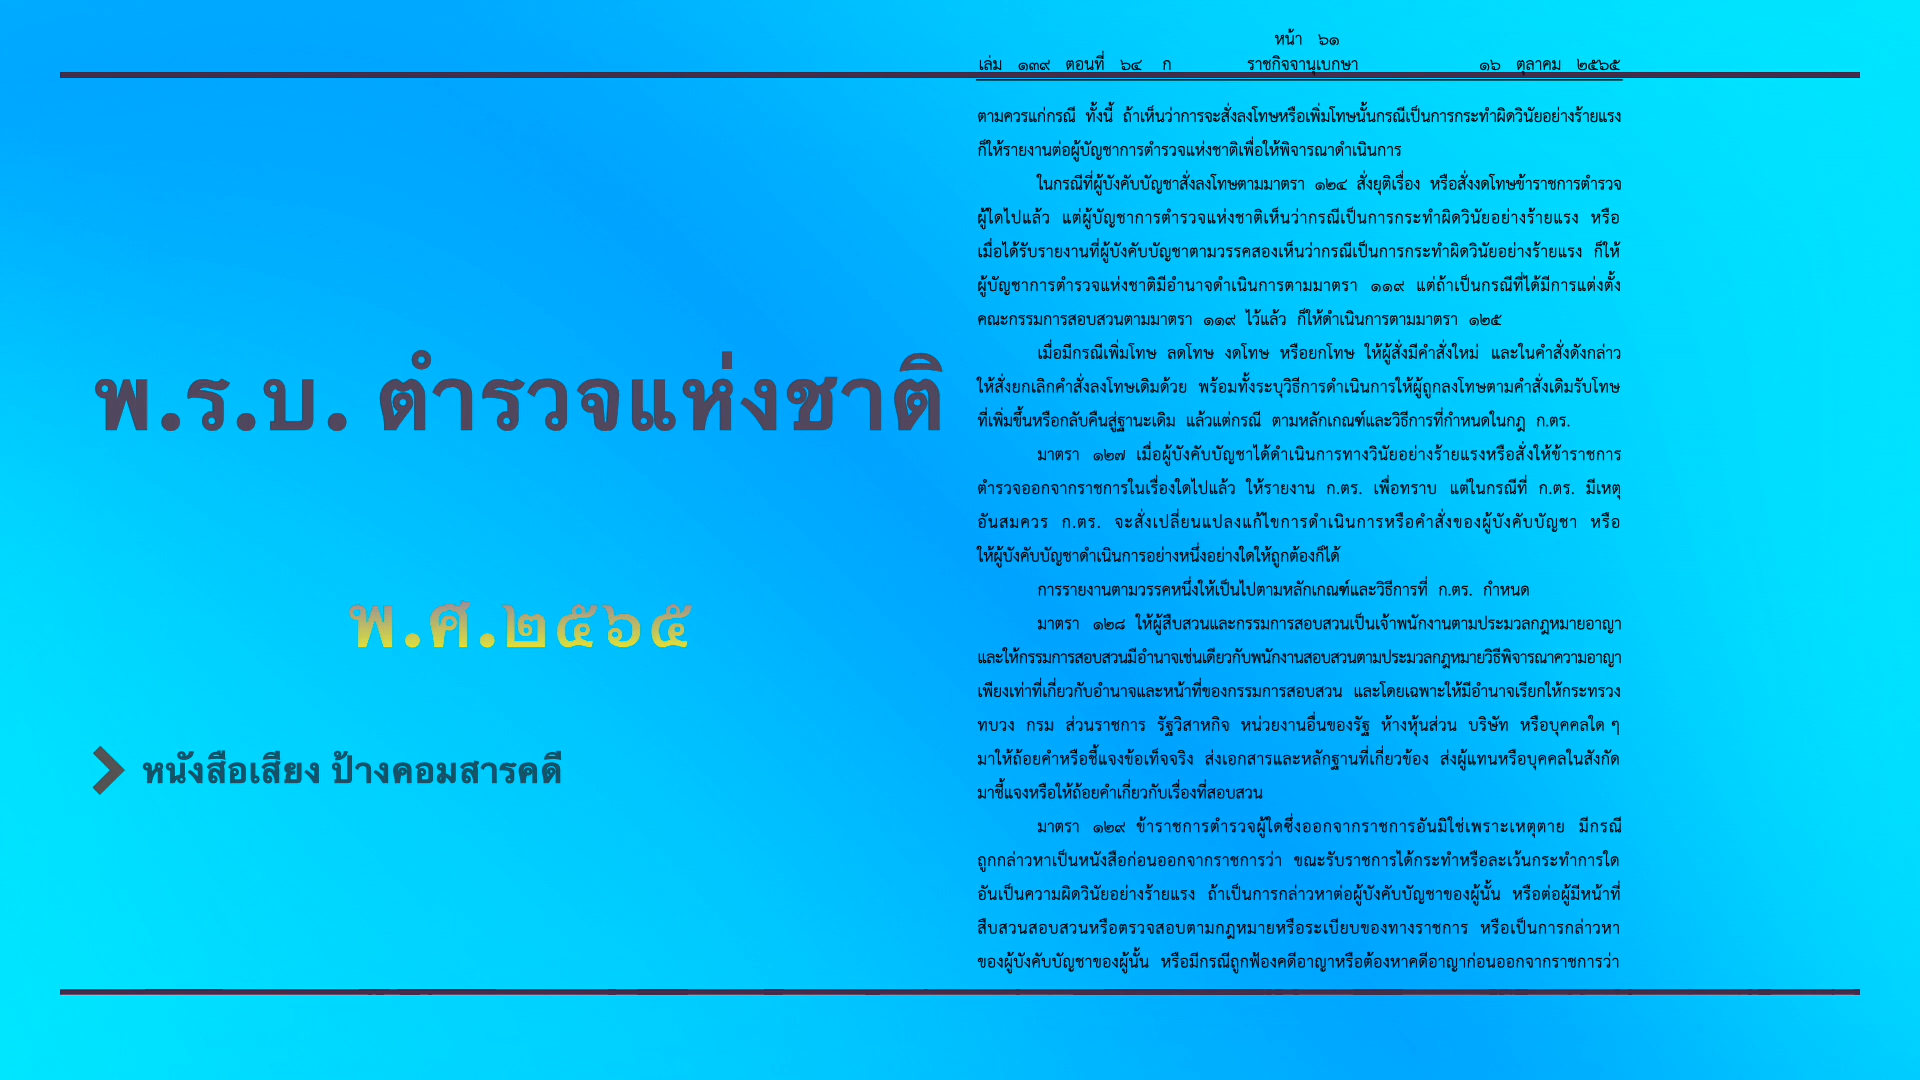 พ.ร.บ. ตำรวจแห่งชาติ
พ.ศ.๒๕๖๕
หนังสือเสียง ป้างคอมสารคดี
หน้า ๖๑
เล่ม ๑๓๙ ตอนที่ ๖๔ ก ราชกิจจานุเบกษา ๑๖ ตุลาคม ๒๕๖๕
ตามควรแก่กรณี ทั้งนี้ ถ้าเห็นว่าการจะสั่งลงโทษหรือเพิ่มโทษนั้นกรณีเป็นการกระทำผิดวินัยอย่างร้ายแรง
ก็ให้รายงานต่อผู้บัญชาการตำรวจแห่งชาติเพื่อให้พิจารณาดำเนินการ
ในกรณีที่ผู้บังคับบัญชาสั่งลงโทษตามมาตรา ๑๒๔ สั่งยุติเรื่อง หรือสั่งงดโทษข้าราชการตำรวจ
ผู้ใดไปแล้ว แต่ผู้บัญชาการตำรวจแห่งชาติเห็นว่ากรณีเป็นการกระทำผิดวินัยอย่างร้ายแรง หรือ
เมื่อได้รับรายงานที่ผู้บังคับบัญชาตามวรรคสองเห็นว่ากรณีเป็นการกระทำผิดวินัยอย่างร้ายแรง ก็ให้
ผู้บัญชาการตำรวจแห่งชาติมีอำนาจดำเนินการตามมาตรา ๑๑๙ แต่ถ้าเป็นกรณีที่ได้มีการแต่งตั้ง
คณะกรรมการสอบสวนตามมาตรา ๑๑๙ ไว้แล้ว ก็ให้ดำเนินการตามมาตรา ๑๒๕
เมื่อมีกรณีเพิ่มโทษ ลดโทษ งดโทษ หรือยกโทษ ให้ผู้สั่งมีคำสั่งใหม่ และในคำสั่งดังกล่าว
ให้สั่งยกเลิกคำสั่งลงโทษเดิมด้วย พร้อมทั้งระบุวิธีการดำเนินการให้ผู้ถูกลงโทษตามคำสั่งเดิมรับโทษ
ที่เพิ่มขึ้นหรือกลับคืนสู่ฐานะเดิม แล้วแต่กรณี ตามหลักเกณฑ์และวิธีการที่กำหนดในกฎ ก.ตร.
มาตรา ๑๒๗ เมื่อผู้บังคับบัญชาได้ดำเนินการทางวินัยอย่างร้ายแรงหรือสั่งให้ข้าราชการ
ตำรวจออกจากราชการในเรื่องใดไปแล้ว ให้รายงาน ก.ตร. เพื่อทราบ แต่ในกรณีที่ ก.ตร. มีเหตุ
อันสมควร ก.ตร. จะสั่งเปลี่ยนแปลงแก้ไขการดำเนินการหรือคำสั่งของผู้บังคับบัญชา หรือ
ให้ผู้บังคับบัญชาดำเนินการอย่างหนึ่งอย่างใดให้ถูกต้องก็ได้
การรายงานตามวรรคหนึ่งให้เป็นไปตามหลักเกณฑ์และวิธีการที่ ก.ตร. กำหนด
มาตรา ๑๒๘ ให้ผู้สืบสวนและกรรมการสอบสวนเป็นเจ้าพนักงานตามประมวลกฎหมายอาญา
และให้กรรมการสอบสวนมีอำนาจเช่นเดียวกับพนักงานสอบสวนตามประมวลกฎหมายวิธีพิจารณาความอาญา
เพียงเท่าที่เกี่ยวกับอำนาจและหน้าที่ของกรรมการสอบสวน และโดยเฉพาะให้มีอำนาจเรียกให้กระทรวง
ทบวง กรม ส่วนราชการ รัฐวิสาหกิจ หน่วยงานอื่นของรัฐ ห้างหุ้นส่วน บริษัท หรือบุคคลใด ๆ
มาให้ถ้อยคำหรือชี้แจงข้อเท็จจริง ส่งเอกสารและหลักฐานที่เกี่ยวข้อง ส่งผู้แทนหรือบุคคลในสังกัด
มาชี้แจงหรือให้ถ้อยคำเกี่ยวกับเรื่องที่สอบสวน
มาตรา ๑๒๙ ข้าราชการตำรวจผู้ใดซึ่งออกจากราชการอันมิใช่เพราะเหตุตาย มีกรณี
ถูกกล่าวหาเป็นหนังสือก่อนออกจากราชการว่า ขณะรับราชการได้กระทำหรือละเว้นกระทำการใด
อันเป็นความผิดวินัยอย่างร้ายแรง ถ้าเป็นการกล่าวหาต่อผู้บังคับบัญชาของผู้นั้น หรือต่อผู้มีหน้าที่
สืบสวนสอบสวนหรือตรวจสอบตามกฎหมายหรือระเบียบของทางราชการ หรือเป็นการกล่าวหา
ของผู้บังคับบัญชาของผู้นั้น หรือมีกรณีถูกฟ้องคดีอาญาหรือต้องหาคดีอาญาก่อนออกจากราชการว่า